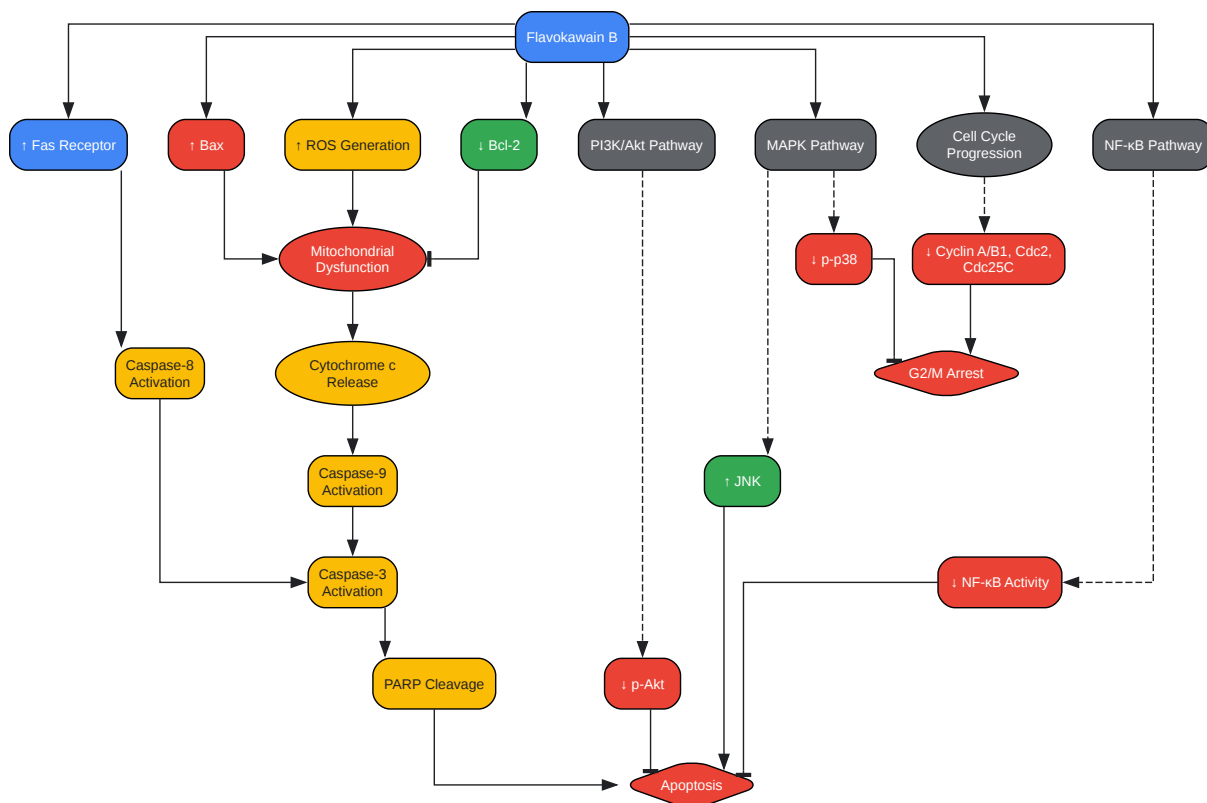 Flavokawain B
↑ Fas Receptor
↑ Bax
↑ ROS Generation
↓ Bcl-2
PI3K/Akt Pathway
MAPK Pathway
Cell Cycle
Progression
NF-κB Pathway
Mitochondrial
Dysfunction
↓ p-p38
↓ Cyclin A/B1, Cdc2,
Cdc25C
Caspase-8
Activation
Cytochrome c
Release
G2/M Arrest
Caspase-9
Activation
↑ JNK
Caspase-3
Activation
↓ NF-κB Activity
PARP Cleavage
↓ p-Akt
Apoptosis